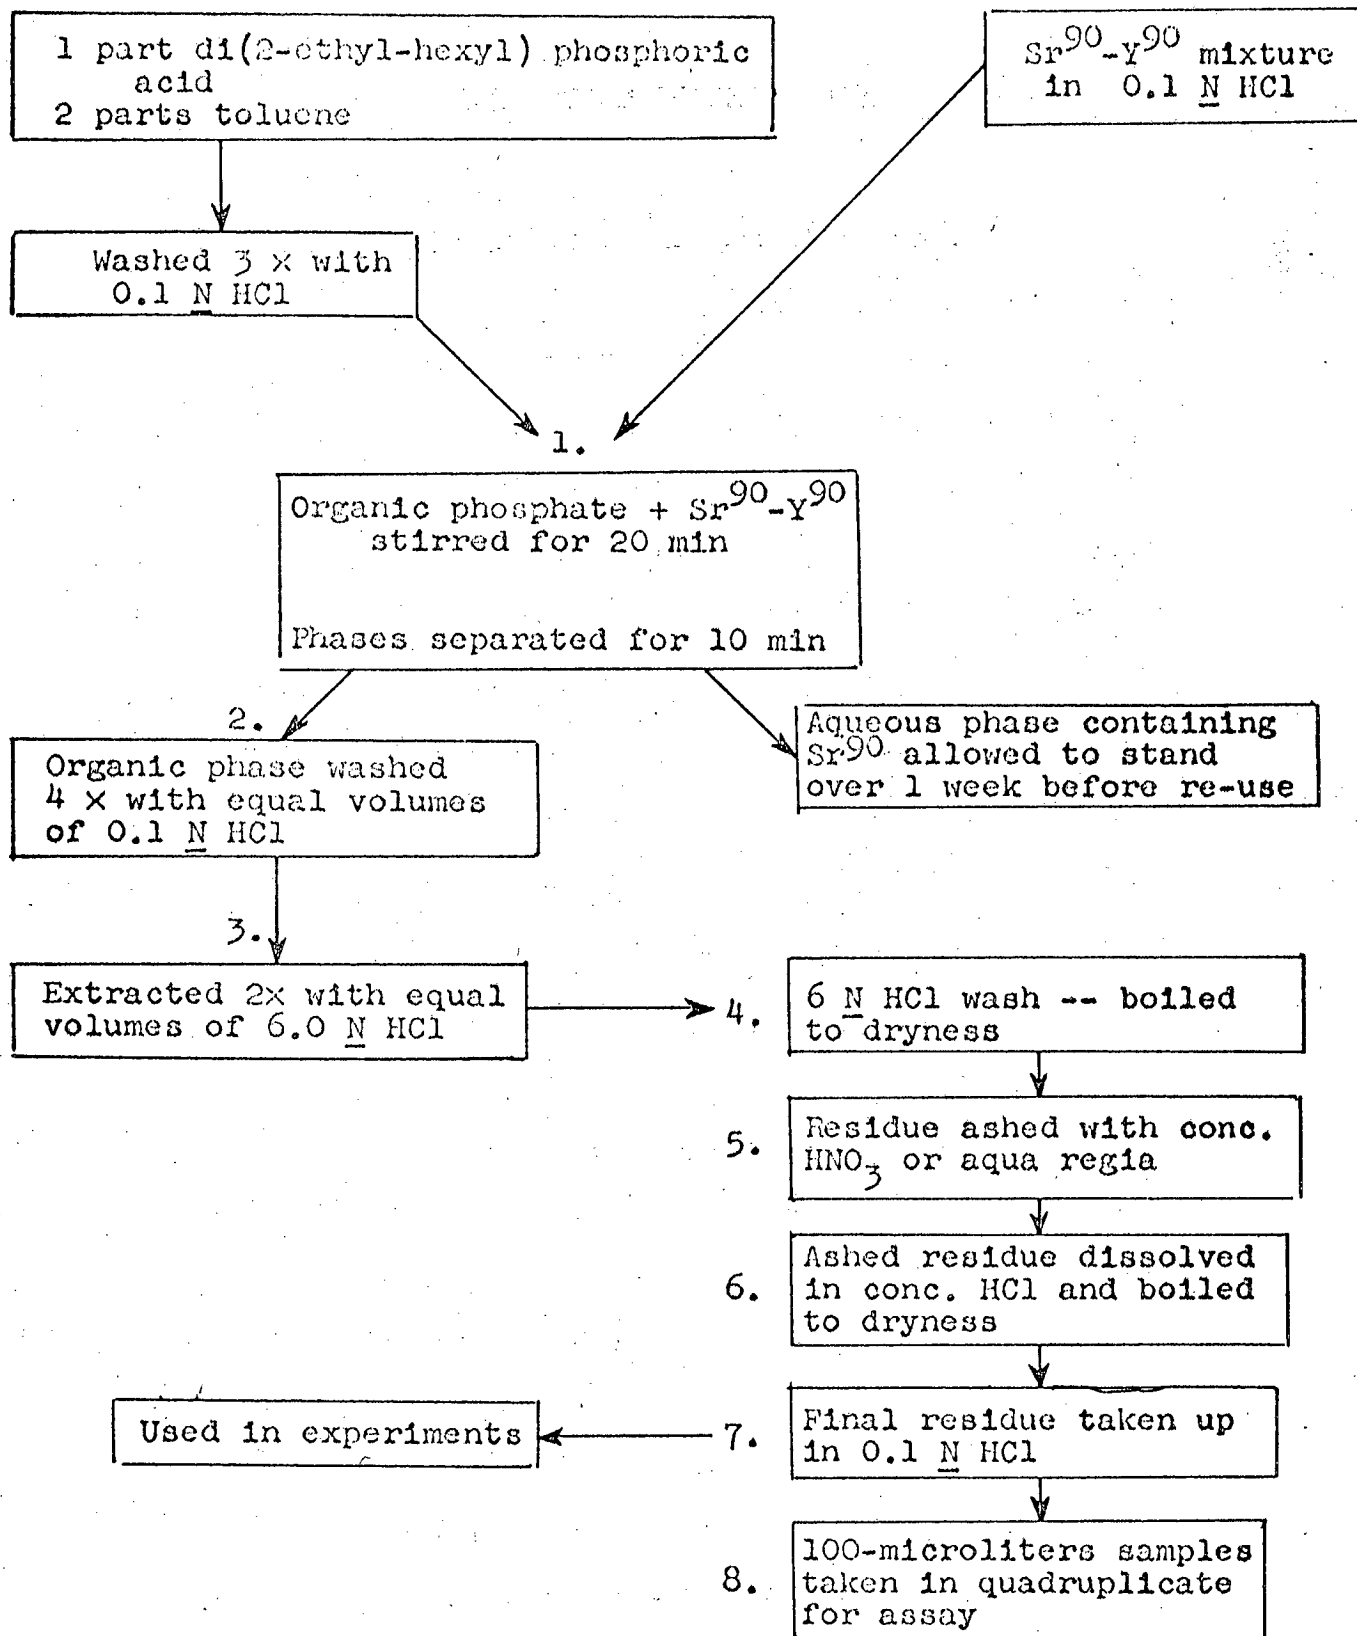 1 part di(2-ethyl-hexyl) phosphoric
acid
2 parts toluene
Sr90-Y90 mixture
in 0.1 N HCl
Washed 3 x with
0.1 N HCl
1.
Organic phosphate + Sr90-Y90
stirred for 20 min
Phases separated for 10 min
2.
Organic phase washed
4 x with equal volumes
of 0.1 N HCl
Aqueous phase containing
Sr90 allowed to stand
over 1 week before re-use
3.
Extracted 2x with equal
volumes of 6.0 N HCl
4.
6 N HCl wash -- boiled
to dryness
5.
Residue ashed with conc.
HNO3 or aqua regia
6.
Ashed residue dissolved
in conc. HCl and boiled
to dryness
Used in experiments
7.
Final residue taken up
in 0.1 N HCl
8.
100-microliters samples
taken in quadruplicate
for assay